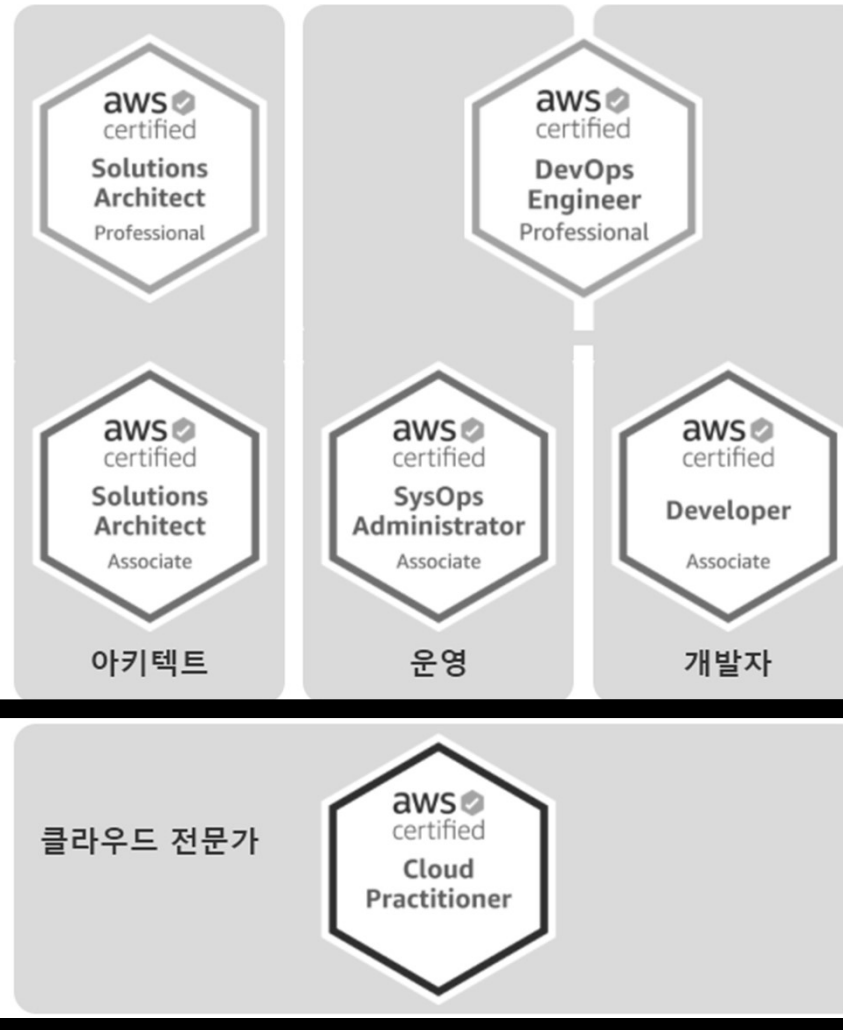 aws
certified
Solutions
Architect
Professional
aws
certified
DevOps
Engineer
Professional
aws
certified
Solutions
Architect
Associate
아키텍트
aws
certified
SysOps
Administrator
Associate
운영
aws
certified
Developer
Associate
개발자
클라우드 전문가
aws
certified
Cloud
Practitioner